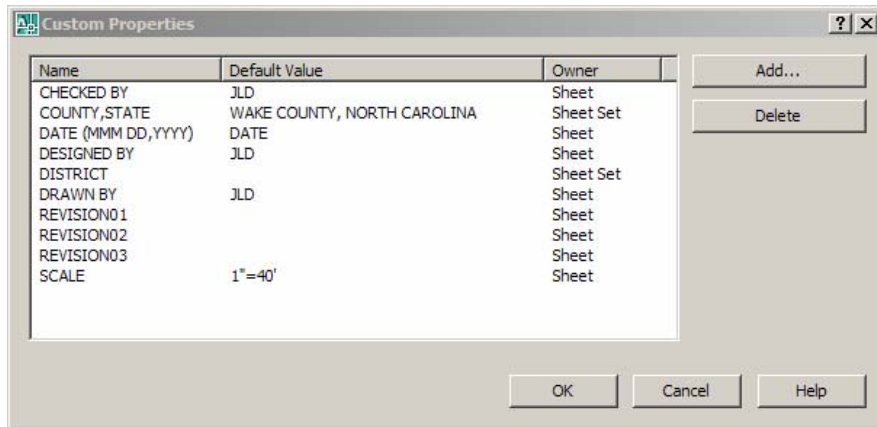 Custom Properties
Name Default Value Owner
CHECKED BY JLD Sheet
COUNTY,STATE WAKE COUNTY, NORTH CAROLINA Sheet Set
DATE (MMM DD,YYYY) DATE Sheet
DESIGNED BY JLD Sheet
DISTRICT Sheet Set
DRAWN BY JLD Sheet
REVISION01 Sheet
REVISION02 Sheet
REVISION03 Sheet
SCALE 1"=40' Sheet
Add...
Delete
OK Cancel Help